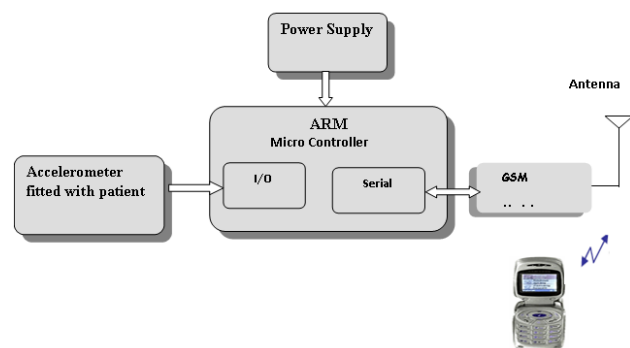 Power Supply
Antenna
ARM
Micro Controller
Accelerometer
fitted with patient
I/O
Serial
GSM